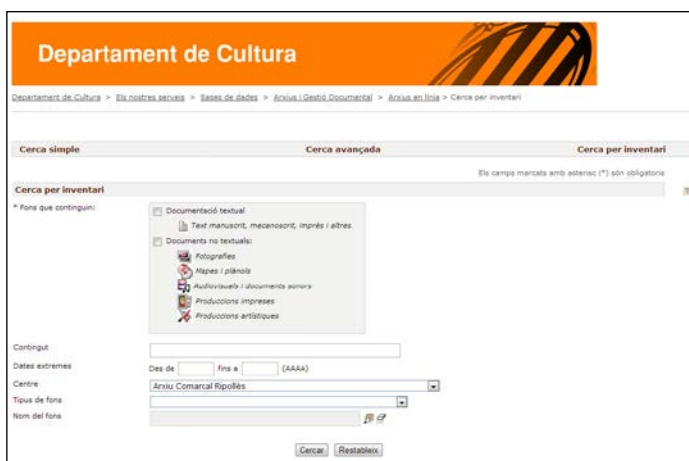 Departament de Cultura
Departament de Cultura > Els nostres serveis > Bases de dades > Arxius i Gestió Documental > Arxius en línia > Cerca per inventari
Cerca simple Cerca avançada Cerca per inventari
Els camps marcats amb asterisc (*) són obligatoris
Cerca per inventari
* Fons que continguin:
Documentació textual
Text manuscrit, mecanoscrit, imprès i altres
Documents no textuals:
Fotografies
Mapes i plànols
Audiovisuals i documents sonors
Produccions impreses
Produccions artístiques
Contingut
Dates extremes Des de fins a (AAAA)
Centre Arxiu Comarcal Ripollès
Tipus de fons
Nom del fons
Cercar Restableix